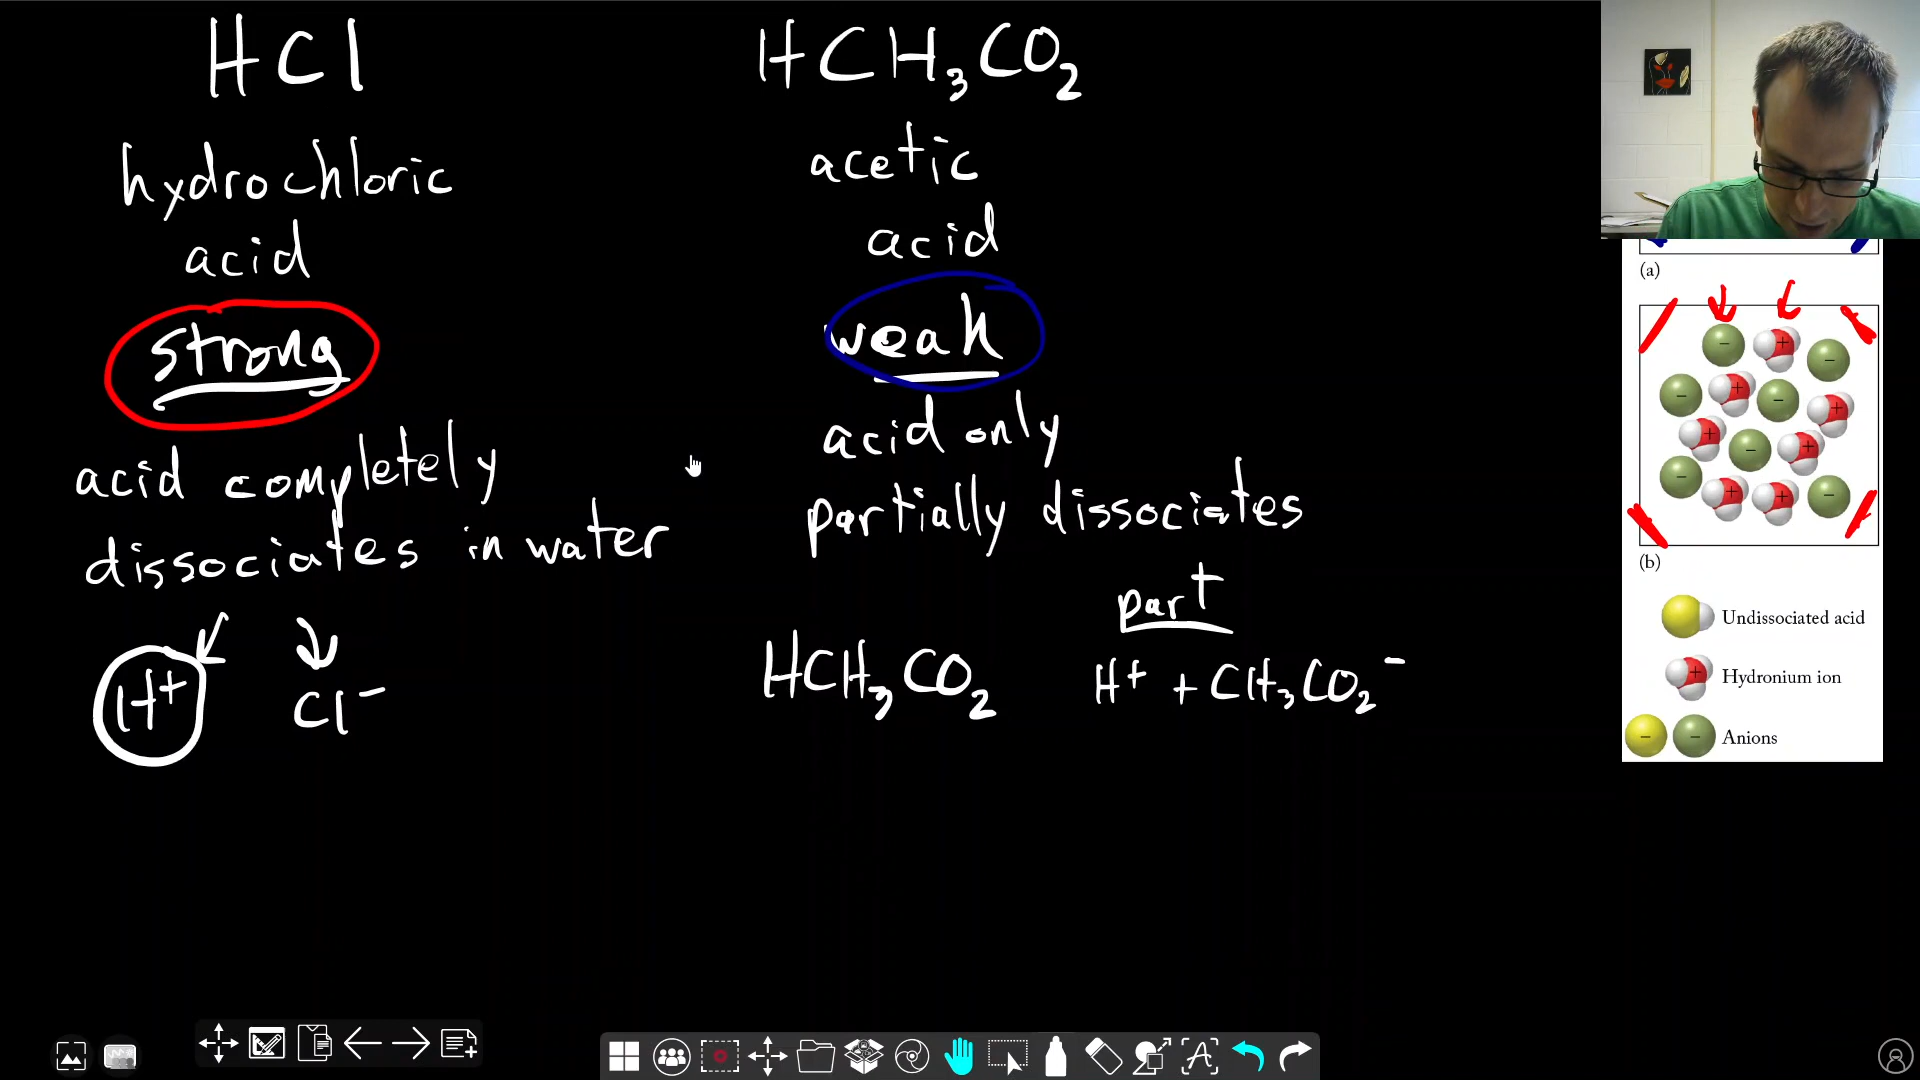 HCl
hydrochloric
acid
strong
acid completely
dissociates in water
H+ Cl-
HCH3CO2
acetic
acid
weak
acid only
partially dissociates
part
HCH3CO2 H+ + CH3CO2-
(a)
(b)
Undissociated acid
Hydronium ion
Anions